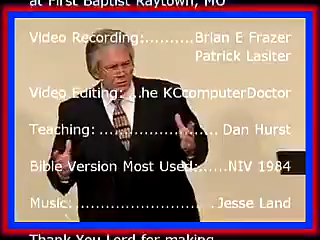 at First Baptist Raytown, MO
Video Recording:..........Brian E Frazer
Patrick Lasiter
Video Editing: ...he KCcomputerDoctor
Teaching: ........................ Dan Hurst
Bible Version Most Used:......NIV 1984
Music: ............................ Jesse Land
Thank You Lord for making